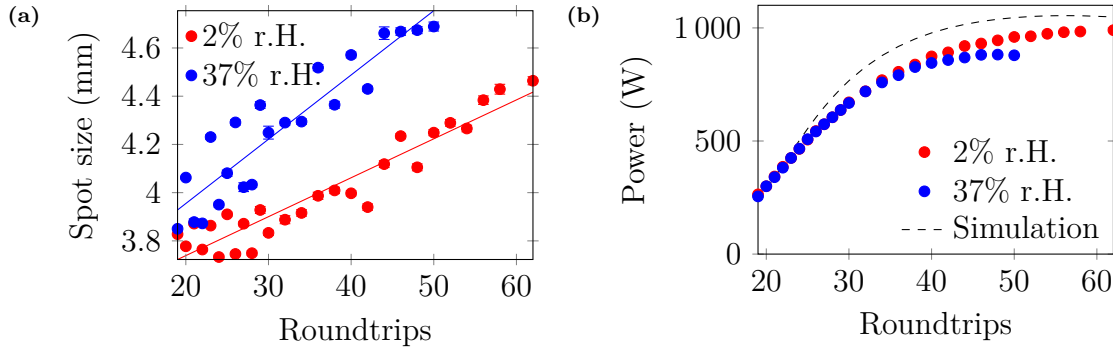 (a)
Spot size (mm)
4.6
4.4
4.2
4
3.8
2% r.H.
37% r.H.
20 30 40 50 60
Roundtrips
(b)
Power (W)
1 000
500
0
2% r.H.
37% r.H.
Simulation
20 30 40 50 60
Roundtrips